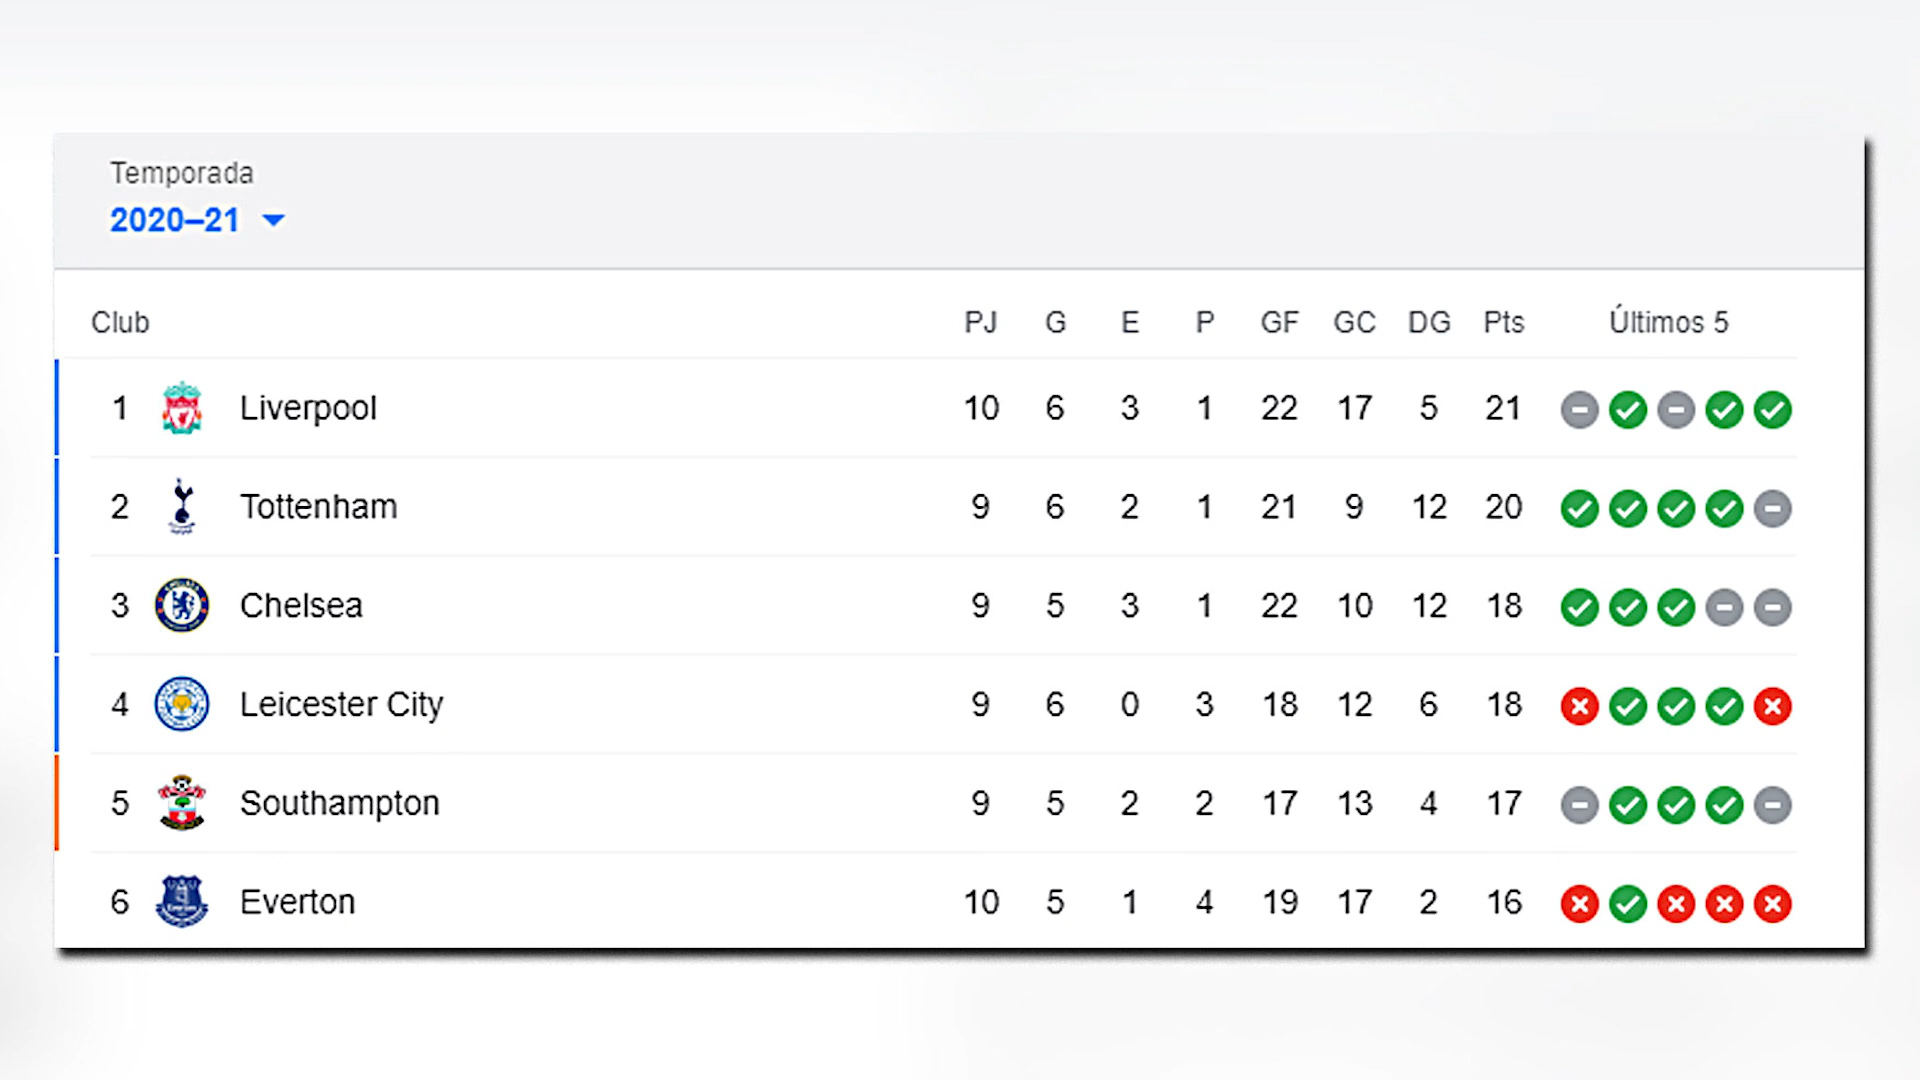 Temporada
2020–21
Club PJ G E P GF GC DG Pts Últimos 5
1 Liverpool 10 6 3 1 22 17 5 21
2 Tottenham 9 6 2 1 21 9 12 20
3 Chelsea 9 5 3 1 22 10 12 18
4 Leicester City 9 6 0 3 18 12 6 18
5 Southampton 9 5 2 2 17 13 4 17
6 Everton 10 5 1 4 19 17 2 16